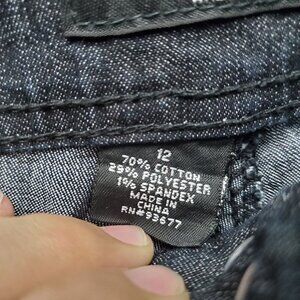 12
70% COTTON
29% POLYESTER
1% SPANDEX
MADE IN
CHINA
RN#93677